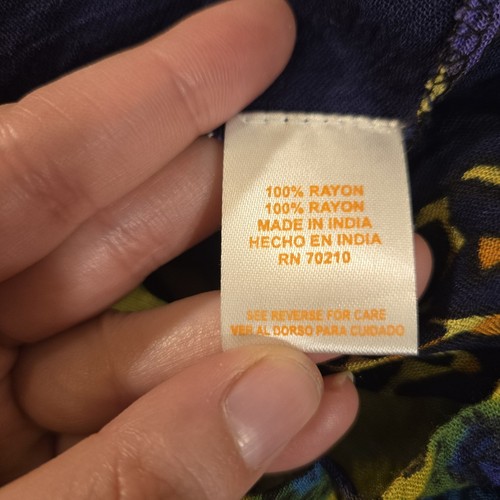 100% RAYON
100% RAYON
MADE IN INDIA
HECHO EN INDIA
RN 70210
SEE REVERSE FOR CARE
VER AL DORSO PARA CUIDADO